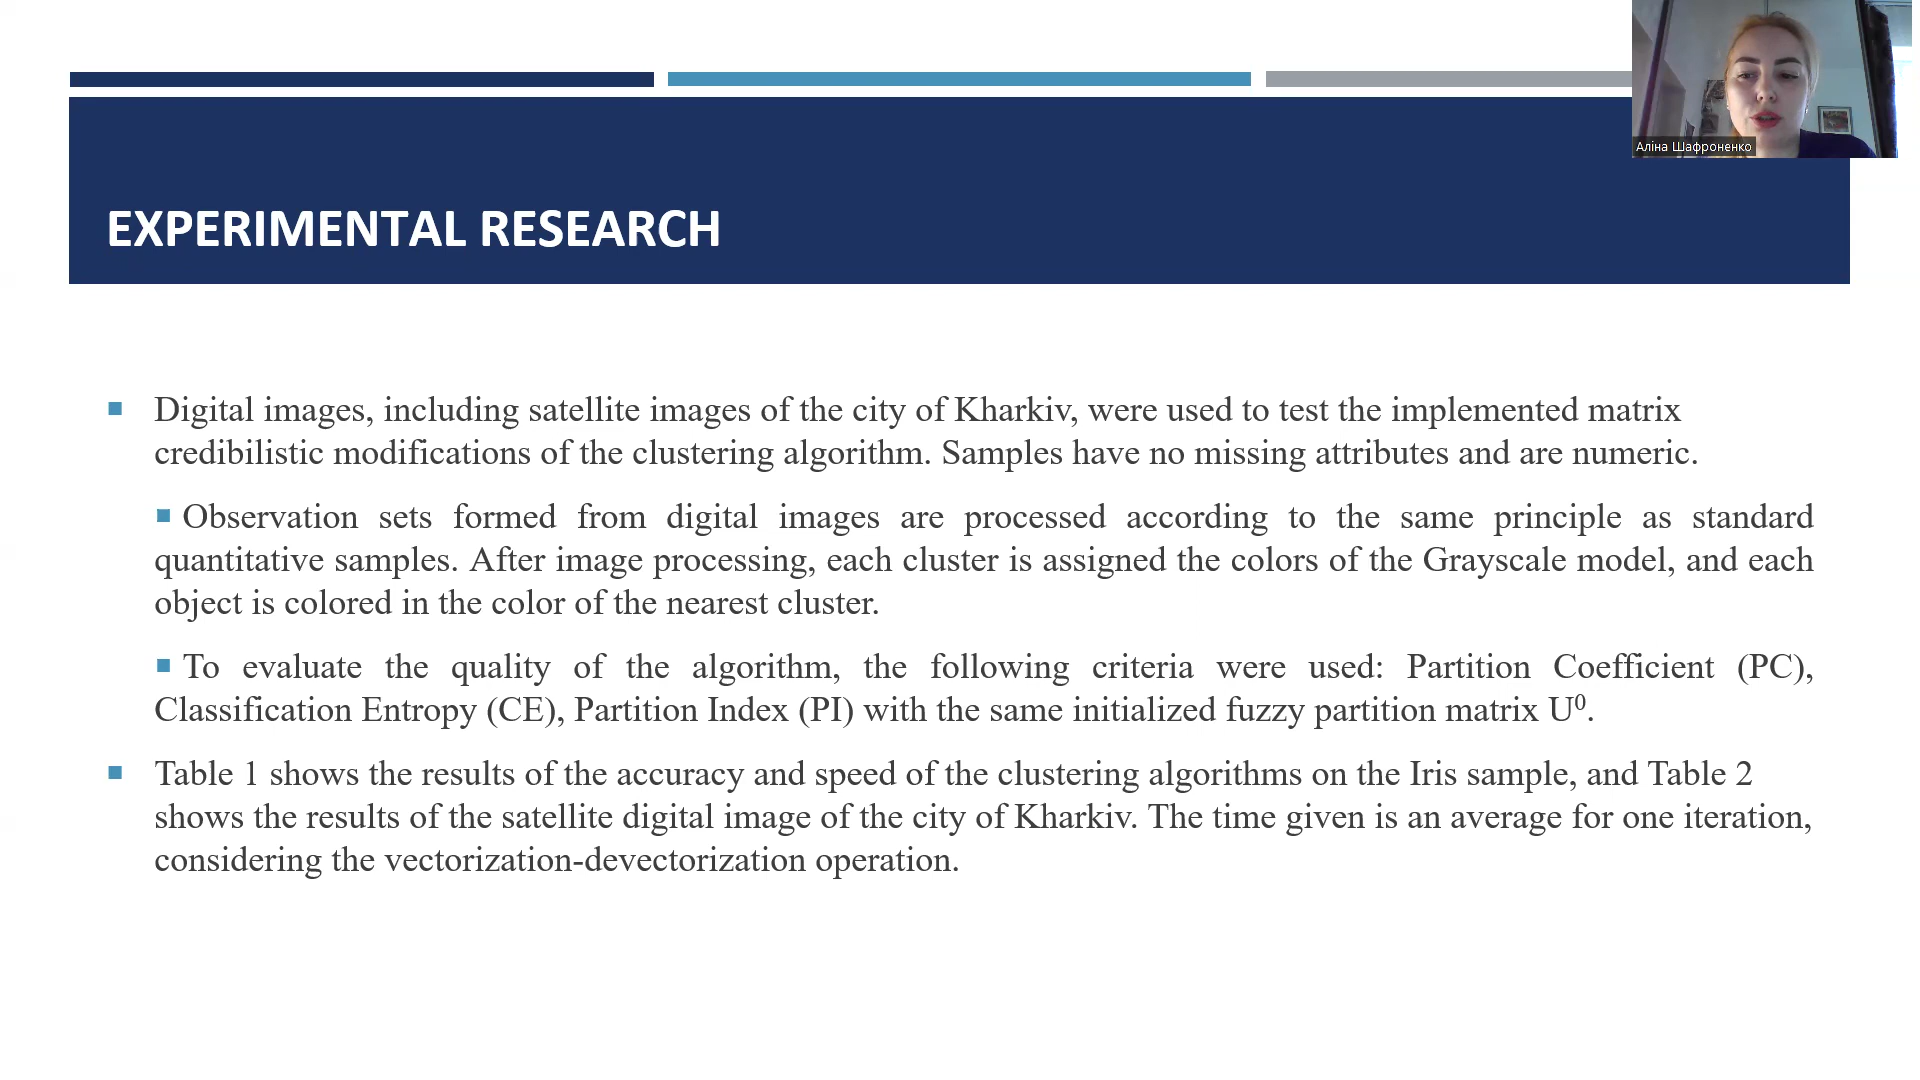 Аліна Шафроненко
EXPERIMENTAL RESEARCH
Digital images, including satellite images of the city of Kharkiv, were used to test the implemented matrix
credibilistic modifications of the clustering algorithm. Samples have no missing attributes and are numeric.
Observation sets formed from digital images are processed according to the same principle as standard
quantitative samples. After image processing, each cluster is assigned the colors of the Grayscale model, and each
object is colored in the color of the nearest cluster.
To evaluate the quality of the algorithm, the following criteria were used: Partition Coefficient (PC),
Classification Entropy (CE), Partition Index (PI) with the same initialized fuzzy partition matrix U⁰.
Table 1 shows the results of the accuracy and speed of the clustering algorithms on the Iris sample, and Table 2
shows the results of the satellite digital image of the city of Kharkiv. The time given is an average for one iteration,
considering the vectorization-devectorization operation.